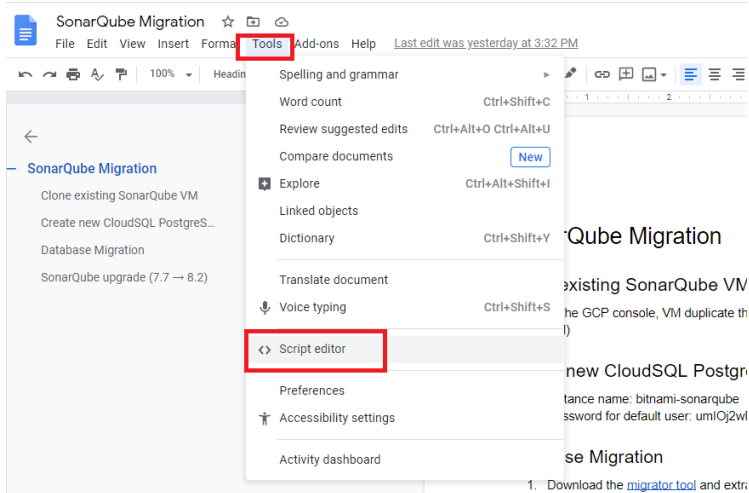 SonarQube Migration
File Edit View Insert Forma Tools Add-ons Help Last edit was yesterday at 3:32 PM
100% Headin
1 2
Spelling and grammar
Word count Ctrl+Shift+C
Review suggested edits Ctrl+Alt+O Ctrl+Alt+U
Compare documents New
Explore Ctrl+Alt+Shift+I
Linked objects
Dictionary Ctrl+Shift+Y
Translate document
Voice typing Ctrl+Shift+S
Script editor
Preferences
Accessibility settings
Activity dashboard
SonarQube Migration
Clone existing SonarQube VM
Create new CloudSQL PostgreS...
Database Migration
SonarQube upgrade (7.7 → 8.2)
rQube Migration
existing SonarQube VM
he GCP console, VM duplicate th
l)
new CloudSQL Postgr
tance name: bitnami-sonarqube
ssword for default user: umIOj2w
se Migration
1. Download the migrator tool and extra